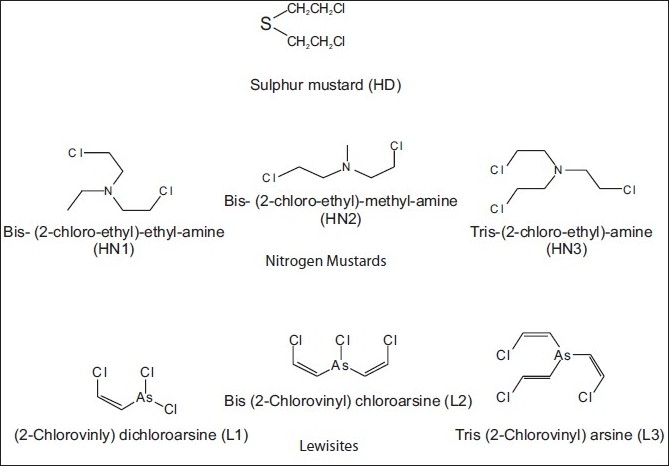 CH₂CH₂Cl
S
CH₂CH₂Cl
Sulphur mustard (HD)
Cl
N
Cl
Bis- (2-chloro-ethyl)-ethyl-amine
(HN1)
Cl
N
Cl
Bis- (2-chloro-ethyl)-methyl-amine
(HN2)
Cl
N
Cl
Cl
Tris-(2-chloro-ethyl)-amine
(HN3)
Nitrogen Mustards
Cl
Cl
As
Cl
(2-Chlorovinly) dichloroarsine (L1)
Cl
Cl
Cl
As
Bis (2-Chlorovinyl) chloroarsine (L2)
Cl
As
Cl
Cl
Tris (2-Chlorovinyl) arsine (L3)
Lewisites